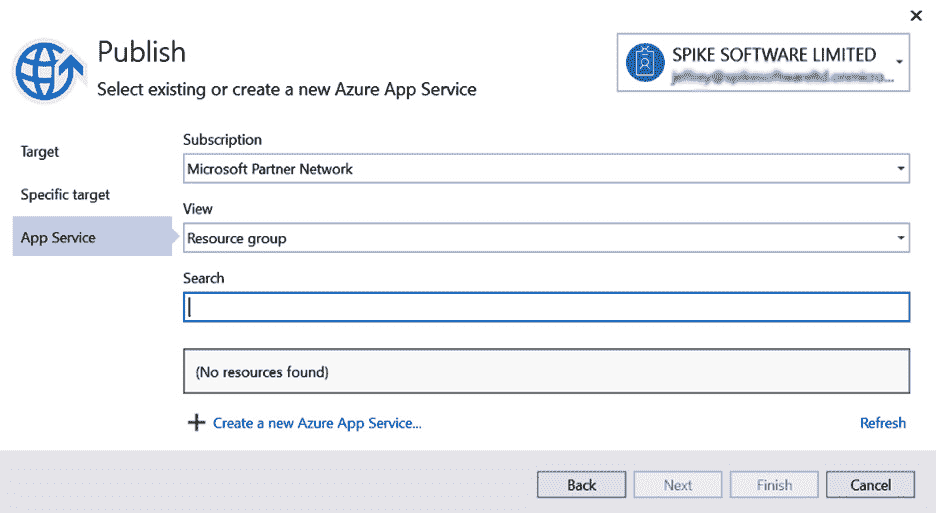 Publish
Select existing or create a new Azure App Service
SPIKE SOFTWARE LIMITED
Target
Specific target
App Service
Subscription
Microsoft Partner Network
View
Resource group
Search
(No resources found)
Create a new Azure App Service...
Refresh
Back
Next
Finish
Cancel